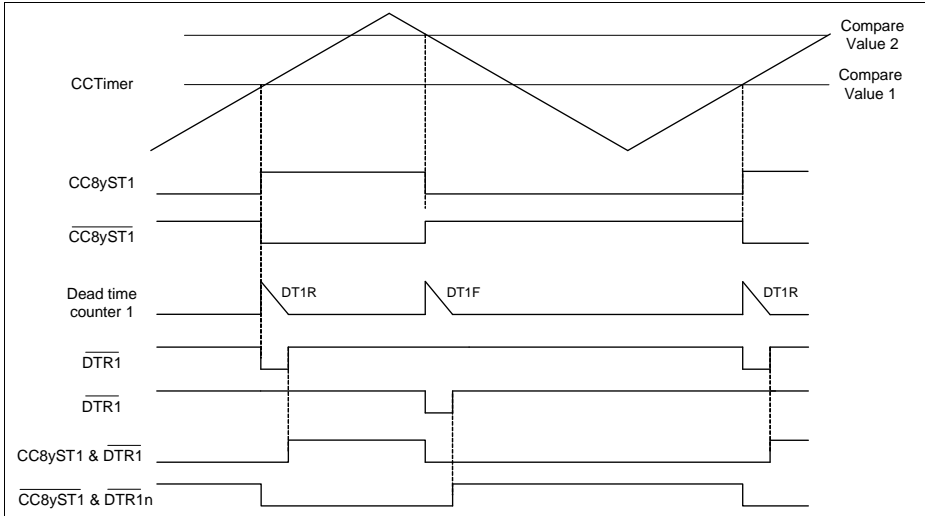 Compare
Value 2
CCTimer
Compare
Value 1
CC8yST1
CC8yST1
Dead time
counter 1
DT1R
DT1F
DT1R
DTR1
DTR1
CC8yST1 & DTR1
CC8yST1 & DTR1n